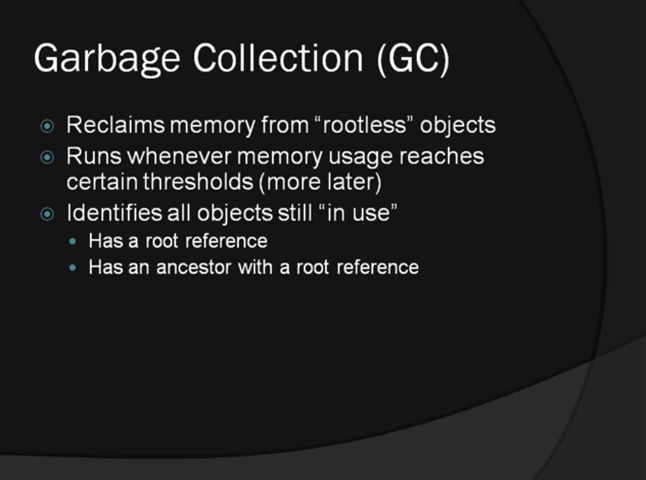 Garbage Collection (GC)
Reclaims memory from “rootless” objects
Runs whenever memory usage reaches
certain thresholds (more later)
Identifies all objects still “in use”
Has a root reference
Has an ancestor with a root reference